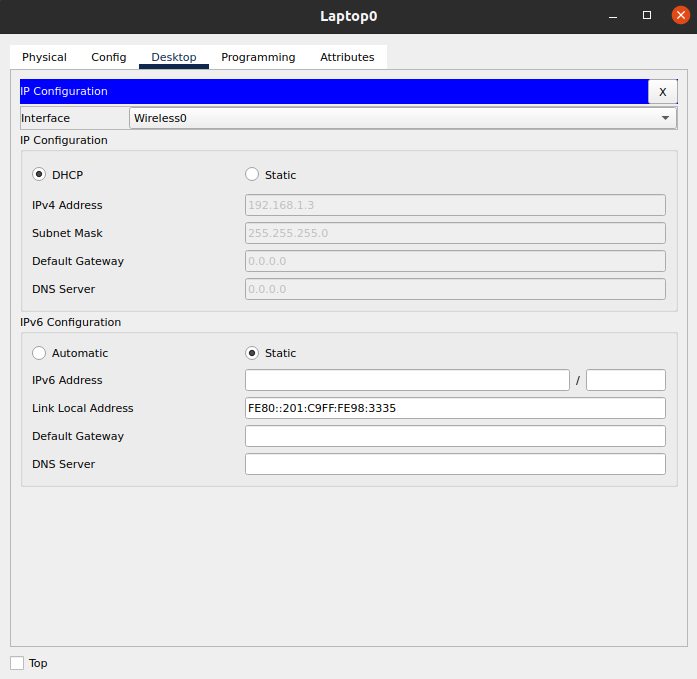 Laptop0
Physical Config Desktop Programming Attributes
IP Configuration X
Interface Wireless0
IP Configuration
DHCP Static
IPv4 Address 192.168.1.3
Subnet Mask 255.255.255.0
Default Gateway 0.0.0.0
DNS Server 0.0.0.0
IPv6 Configuration
Automatic Static
IPv6 Address /
Link Local Address FE80::201:C9FF:FE98:3335
Default Gateway
DNS Server
Top